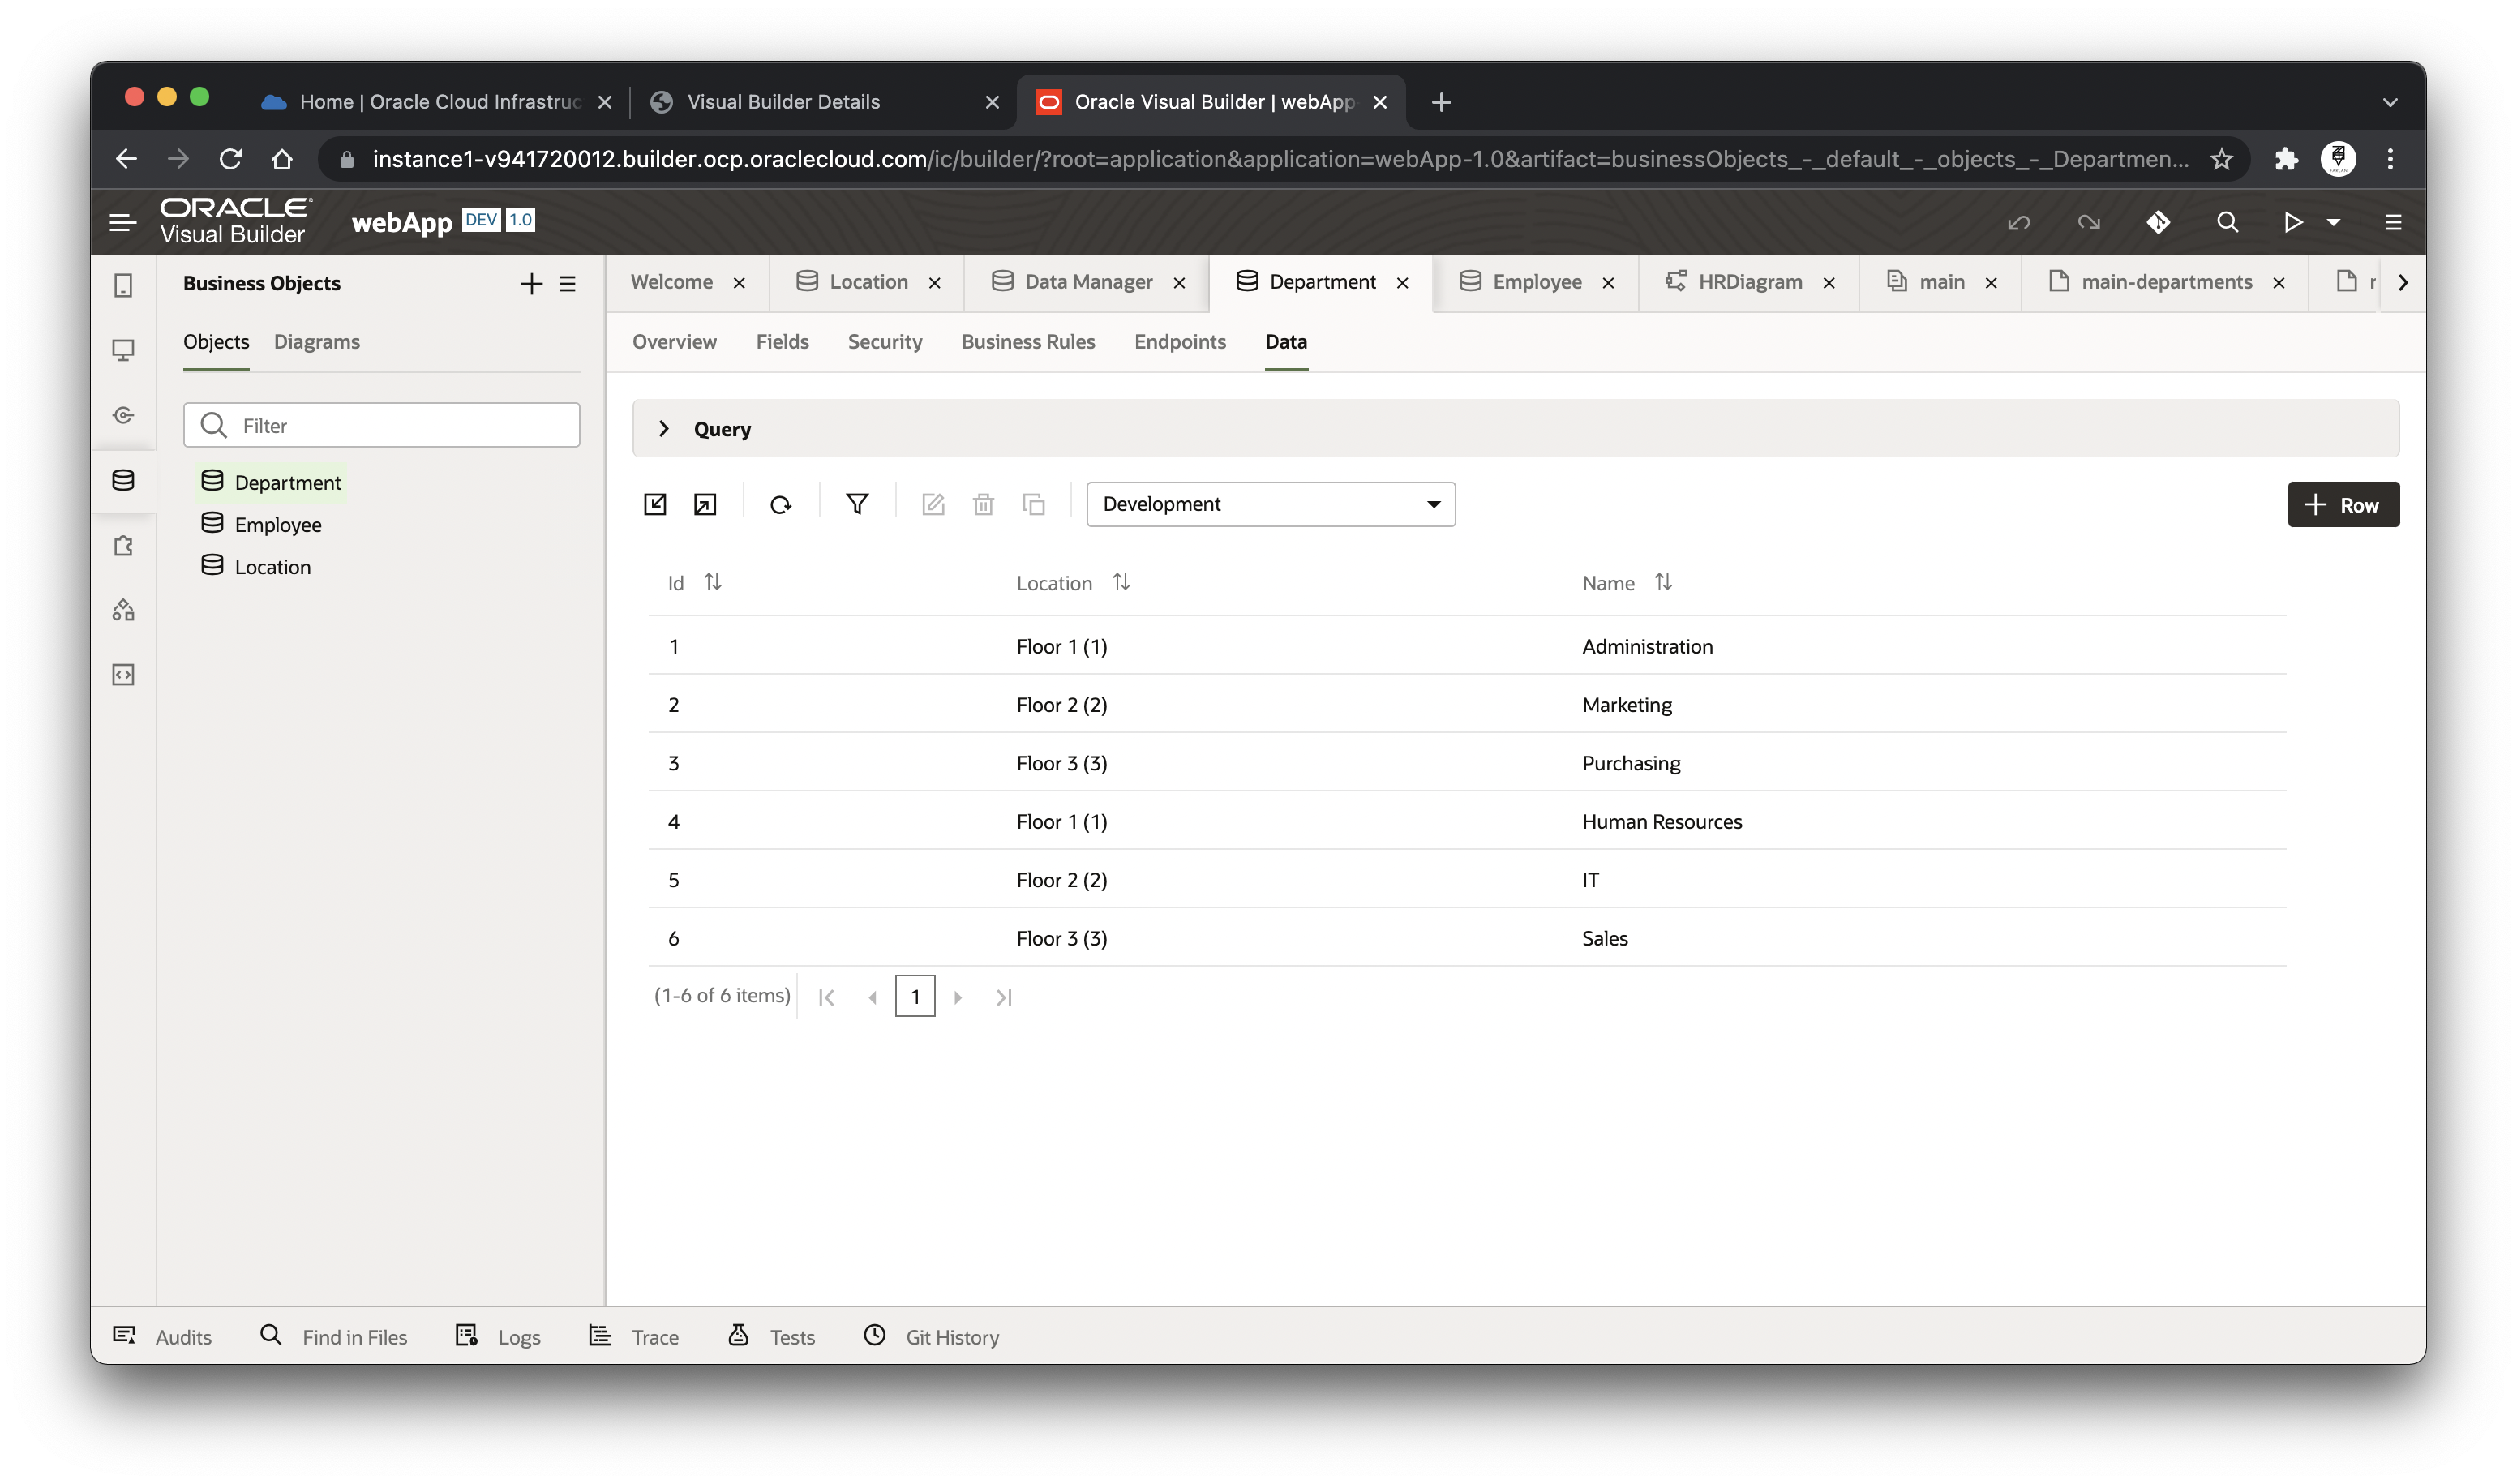 Home | Oracle Cloud Infrastruc
Visual Builder Details
Oracle Visual Builder | webApp-
instance1-v941720012.builder.ocp.oraclecloud.com/ic/builder/?root=application&application=webApp-1.0&artifact=businessObjects_-_default_-_objects_-_Departmen...
ORACLE
Visual Builder
webApp DEV 1.0
Business Objects
Welcome Location Data Manager Department Employee HRDiagram main main-departments r
Objects Diagrams
Overview Fields Security Business Rules Endpoints Data
Filter
Query
Department
Employee
Location
Development
Row
Id Location Name
1 Floor 1 (1) Administration
2 Floor 2 (2) Marketing
3 Floor 3 (3) Purchasing
4 Floor 1 (1) Human Resources
5 Floor 2 (2) IT
6 Floor 3 (3) Sales
(1-6 of 6 items) 1
Audits Find in Files Logs Trace Tests Git History